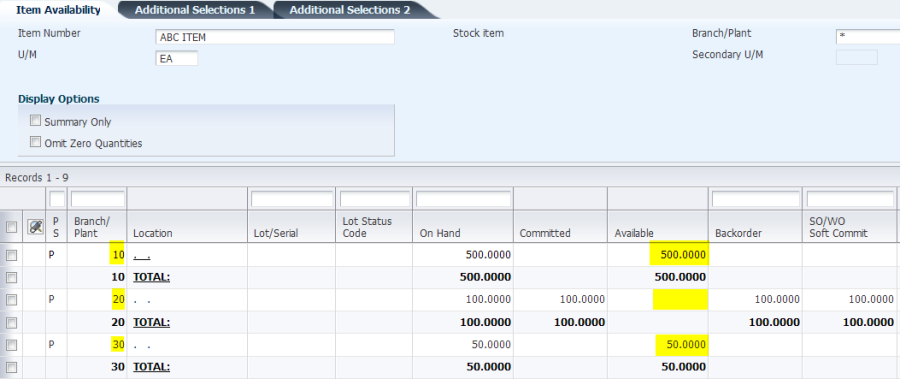 Item Availability Additional Selections 1 Additional Selections 2
Item Number ABC ITEM Stock item Branch/Plant *
U/M EA Secondary U/M
Display Options
Summary Only
Omit Zero Quantities
Records 1 - 9
P S Branch/ Plant Location Lot/Serial Lot Status Code On Hand Committed Available Backorder SO/WO Soft Commit
P 10 . . 500.0000 500.0000
10 TOTAL: 500.0000 500.0000
P 20 . . 100.0000 100.0000 100.0000 100.0000
20 TOTAL: 100.0000 100.0000 100.0000 100.0000
P 30 . . 50.0000 50.0000
30 TOTAL: 50.0000 50.0000